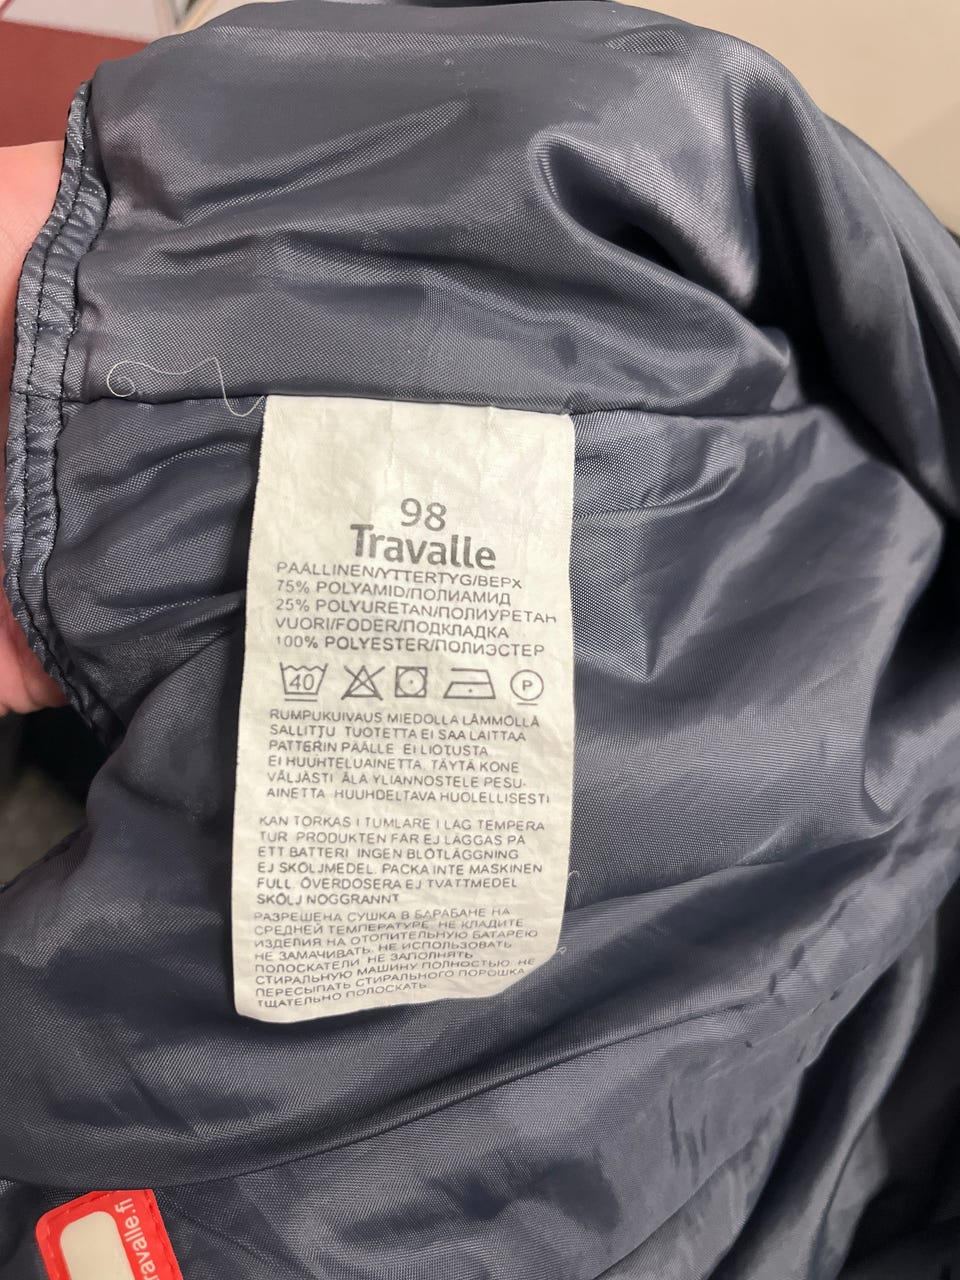 98
Travalle
PÄÄLLINEN/YTTERTYG/ВЕРХ
75% POLYAMID/ПОЛИАМИД
25% POLYURETAN/ПОЛИУРЕТАН
VUORI/FODER/ПОДКЛАДКА
100% POLYESTER/ПОЛИЭСТЕР
40 P
RUMPUKUIVAUS MIEDOLLA LÄMMÖLLÄ
SALLITTU TUOTETTA EI SAA LAITTAA
PATTERIN PÄÄLLE EI LIOTUSTA
EI HUUHTELUAINETTA. TÄYTÄ KONE
VÄLJÄSTI ÄLÄ YLIANNOSTELE PESU-
AINETTA HUUHDELTAVA HUOLELLISESTI
KAN TORKAS I TUMLARE I LÅG TEMPERA
TUR PRODUKTEN FÅR EJ LÄGGAS PÅ
ETT BATTERI INGEN BLÖTLÄGGNING
EJ SKÖLJMEDEL. PACKA INTE MASKINEN
FULL. ÖVERDOSERA EJ TVÄTTMEDEL
SKÖLJ NOGGRANNT
РАЗРЕШЕНА СУШКА В БАРАБАНЕ НА
СРЕДНЕЙ ТЕМПЕРАТУРЕ. НЕ КЛАДИТЕ
ИЗДЕЛИЯ НА ОТОПИТЕЛЬНУЮ БАТАРЕЮ
НЕ ЗАМАЧИВАТЬ. НЕ ИСПОЛЬЗОВАТЬ
ПОЛОСКАТЕЛИ. НЕ ЗАПОЛНЯТЬ
СТИРАЛЬНУЮ МАШИНУ ПОЛНОСТЬЮ. НЕ
ПЕРЕСЫПАТЬ СТИРАЛЬНОГО ПОРОШКА
ТЩАТЕЛЬНО ПОЛОСКАТЬ.
ravalle.fi